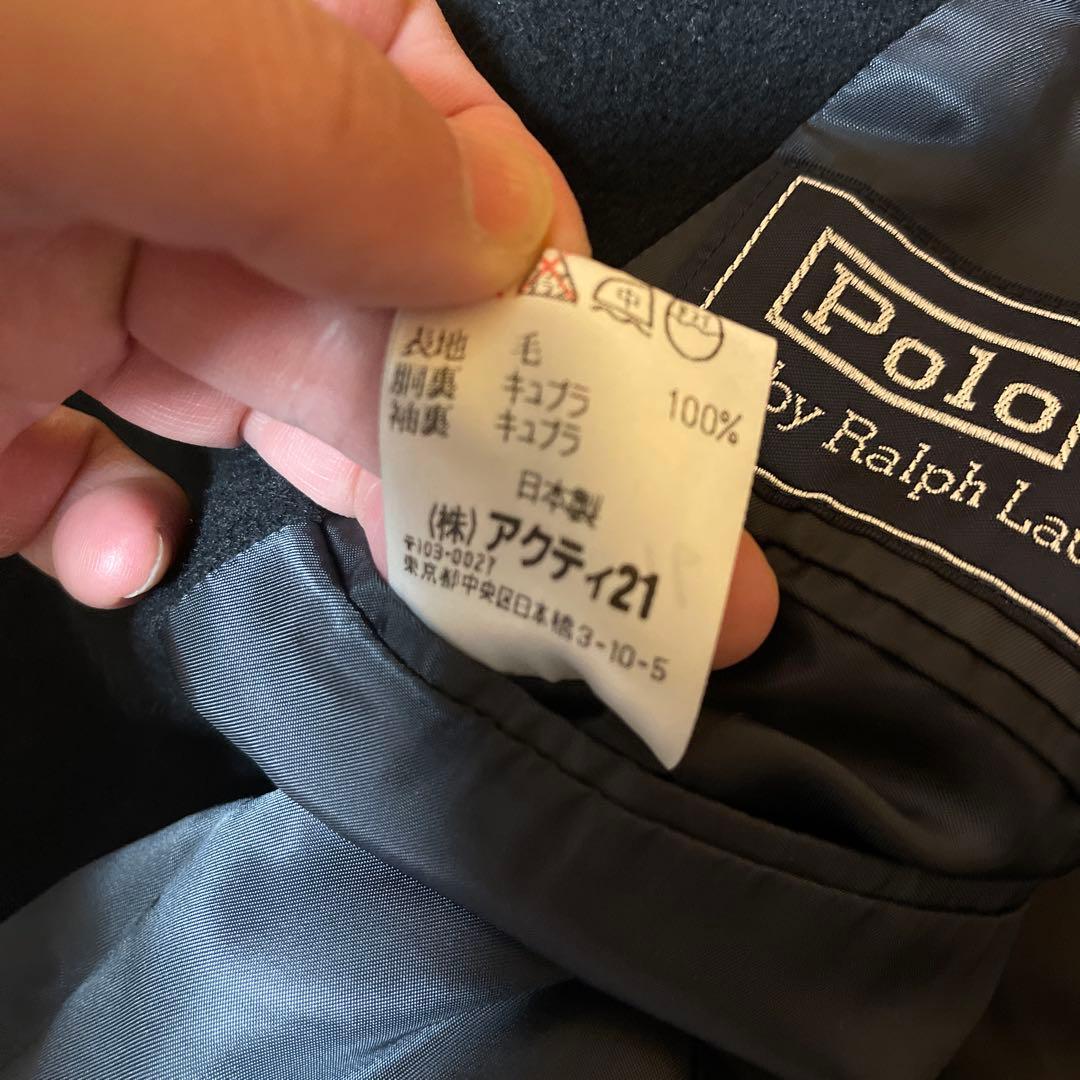 中
表地 毛
胴裏 キュプラ 100%
袖裏 キュプラ
日本製
(株)アクティ21
〒103-0027
東京都中央区日本橋3-10-5
Polo
by Ralph Lau